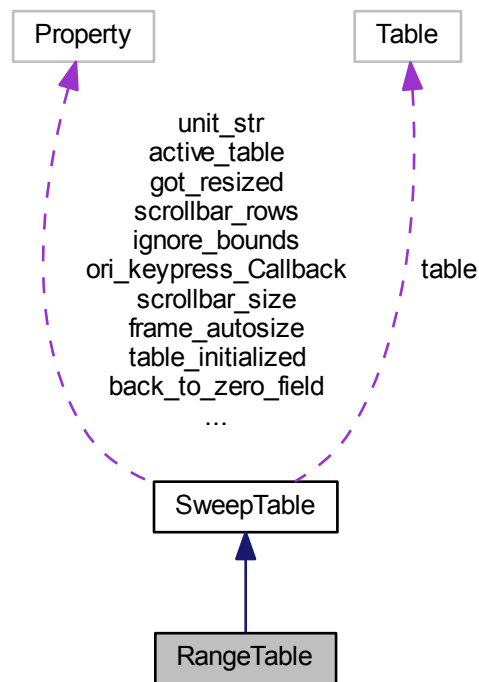 Property
Table
unit_str
active_table
got_resized
scrollbar_rows
ignore_bounds
ori_keypress_Callback
scrollbar_size
frame_autosize
table_initialized
back_to_zero_field
...
table
SweepTable
RangeTable